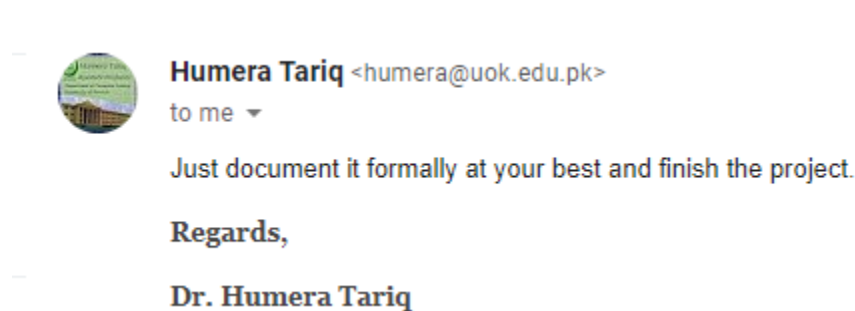 Humera Tariq <humera@uok.edu.pk>
to me
Just document it formally at your best and finish the project.
Regards,
Dr. Humera Tariq